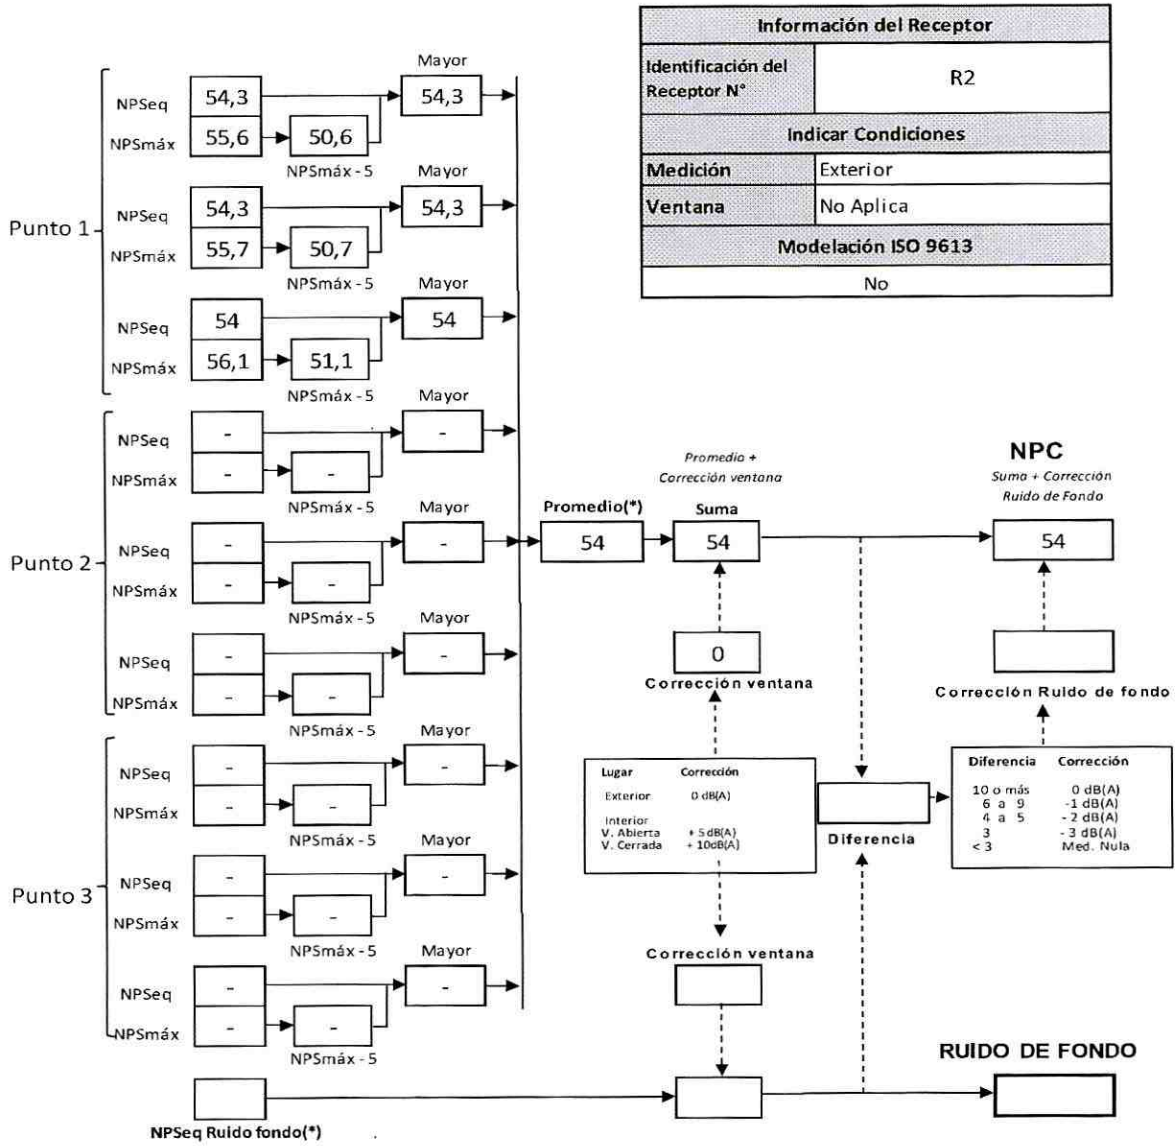 Información del Receptor
Identificación del Receptor N°
R2
Indicar Condiciones
Medición
Exterior
Ventana
No Aplica
Modelación ISO 9613
No
Punto 1
Mayor
NPSeq
54,3
54,3
NPSmáx
55,6
50,6
NPSmáx - 5
Mayor
NPSeq
54,3
54,3
NPSmáx
55,7
50,7
NPSmáx - 5
Mayor
NPSeq
54
54
NPSmáx
56,1
51,1
NPSmáx - 5
Punto 2
Mayor
NPSeq
-
-
NPSmáx
-
-
NPSmáx - 5
Mayor
NPSeq
-
-
NPSmáx
-
-
NPSmáx - 5
Mayor
NPSeq
-
-
NPSmáx
-
-
NPSmáx - 5
Punto 3
Mayor
NPSeq
-
-
NPSmáx
-
-
NPSmáx - 5
Mayor
NPSeq
-
-
NPSmáx
-
-
NPSmáx - 5
Mayor
NPSeq
-
-
NPSmáx
-
-
NPSmáx - 5
NPSeq Ruido fondo(*)
Promedio(*)
54
Promedio +
Corrección ventana
Suma
54
0
Corrección ventana
Lugar Corrección
Exterior 0 dB(A)
Interior
V. Abierta + 5 dB(A)
V. Cerrada + 10dB(A)
Corrección ventana
Diferencia
NPC
Suma + Corrección
Ruido de Fondo
54
Corrección Ruido de fondo
Diferencia Corrección
10 o más 0 dB(A)
6 a 9 -1 dB(A)
4 a 5 - 2 dB(A)
3 - 3 dB(A)
< 3 Med. Nula
RUIDO DE FONDO